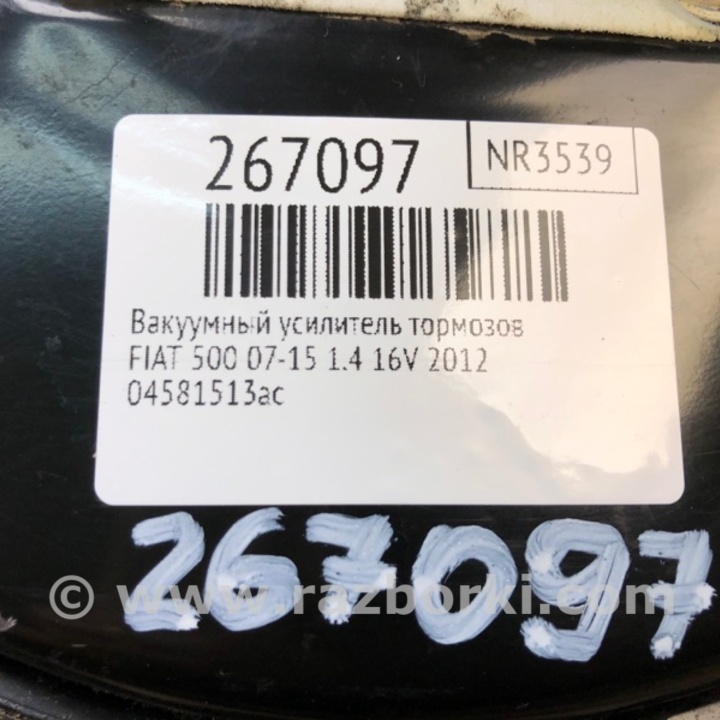 267097
NR3539
Вакуумный усилитель тормозов
FIAT 500 07-15 1.4 16V 2012
04581513ac
267097
© www.razborki.com